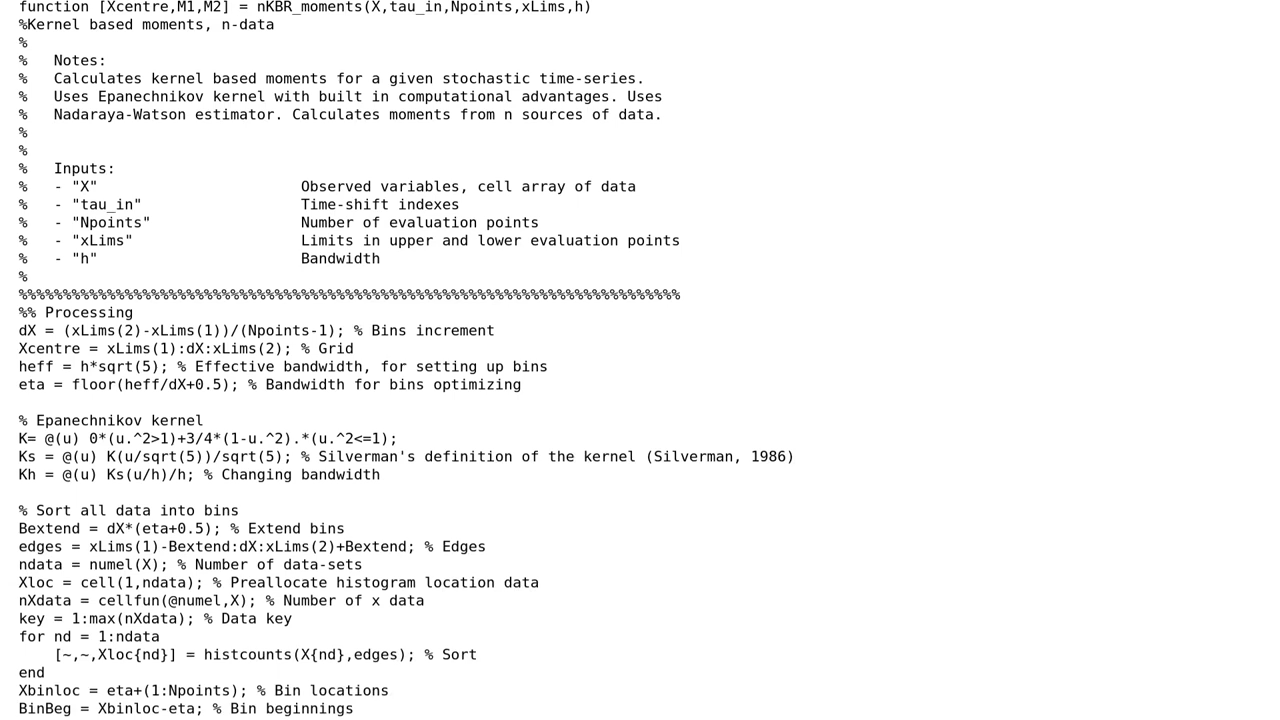 function [Xcentre,M1,M2] = nKBR_moments(X,tau_in,Npoints,xLims,h)
%Kernel based moments, n-data
%
%   Notes:
%   Calculates kernel based moments for a given stochastic time-series.
%   Uses Epanechnikov kernel with built in computational advantages. Uses
%   Nadaraya-Watson estimator. Calculates moments from n sources of data.
%
%
%   Inputs:
%   - "X"                       Observed variables, cell array of data
%   - "tau_in"                  Time-shift indexes
%   - "Npoints"                 Number of evaluation points
%   - "xLims"                   Limits in upper and lower evaluation points
%   - "h"                       Bandwidth
%
%%%%%%%%%%%%%%%%%%%%%%%%%%%%%%%%%%%%%%%%%%%%%%%%%%%%%%%%%%%%%%%%%%%%%%%%%%%%%
%% Processing
dX = (xLims(2)-xLims(1))/(Npoints-1); % Bins increment
Xcentre = xLims(1):dX:xLims(2); % Grid
heff = h*sqrt(5); % Effective bandwidth, for setting up bins
eta = floor(heff/dX+0.5); % Bandwidth for bins optimizing

% Epanechnikov kernel
K= @(u) 0*(u.^2>1)+3/4*(1-u.^2).*(u.^2<=1);
Ks = @(u) K(u/sqrt(5))/sqrt(5); % Silverman's definition of the kernel (Silverman, 1986)
Kh = @(u) Ks(u/h)/h; % Changing bandwidth

% Sort all data into bins
Bextend = dX*(eta+0.5); % Extend bins
edges = xLims(1)-Bextend:dX:xLims(2)+Bextend; % Edges
ndata = numel(X); % Number of data-sets
Xloc = cell(1,ndata); % Preallocate histogram location data
nXdata = cellfun(@numel,X); % Number of x data
key = 1:max(nXdata); % Data key
for nd = 1:ndata
    [~,~,Xloc{nd}] = histcounts(X{nd},edges); % Sort
end
Xbinloc = eta+(1:Npoints); % Bin locations
BinBeg = Xbinloc-eta; % Bin beginnings